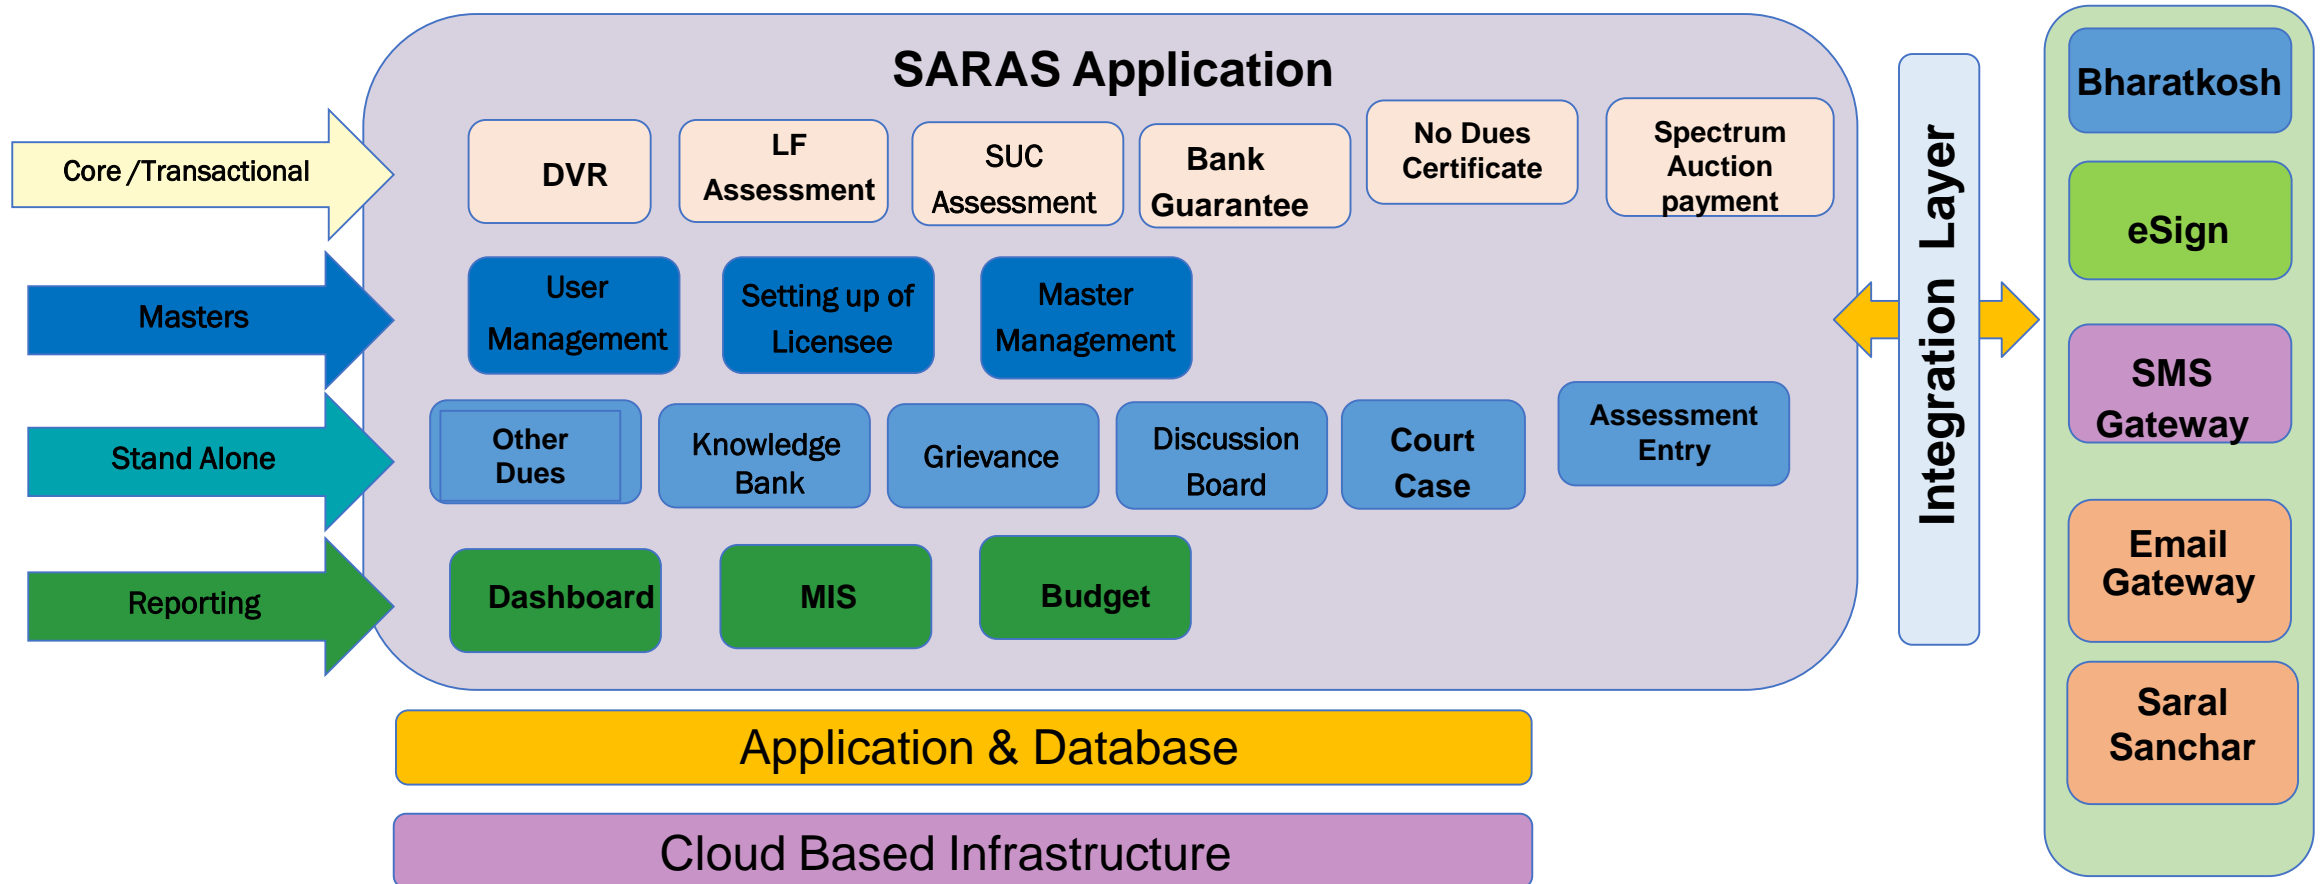 SARAS Application
Core /Transactional
DVR
LF
Assessment
SUC
Assessment
Bank
Guarantee
No Dues
Certificate
Spectrum
Auction
payment
Masters
User
Management
Setting up of
Licensee
Master
Management
Stand Alone
Other
Dues
Knowledge
Bank
Grievance
Discussion
Board
Court
Case
Assessment
Entry
Reporting
Dashboard
MIS
Budget
Application & Database
Cloud Based Infrastructure
Integration Layer
Bharatkosh
eSign
SMS
Gateway
Email
Gateway
Saral
Sanchar